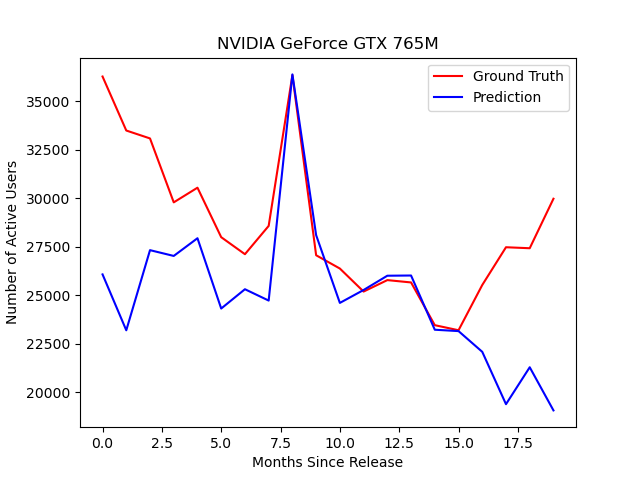 NVIDIA GeForce GTX 765M
Ground Truth
Prediction
Number of Active Users
35000
32500
30000
27500
25000
22500
20000
0.0 2.5 5.0 7.5 10.0 12.5 15.0 17.5
Months Since Release